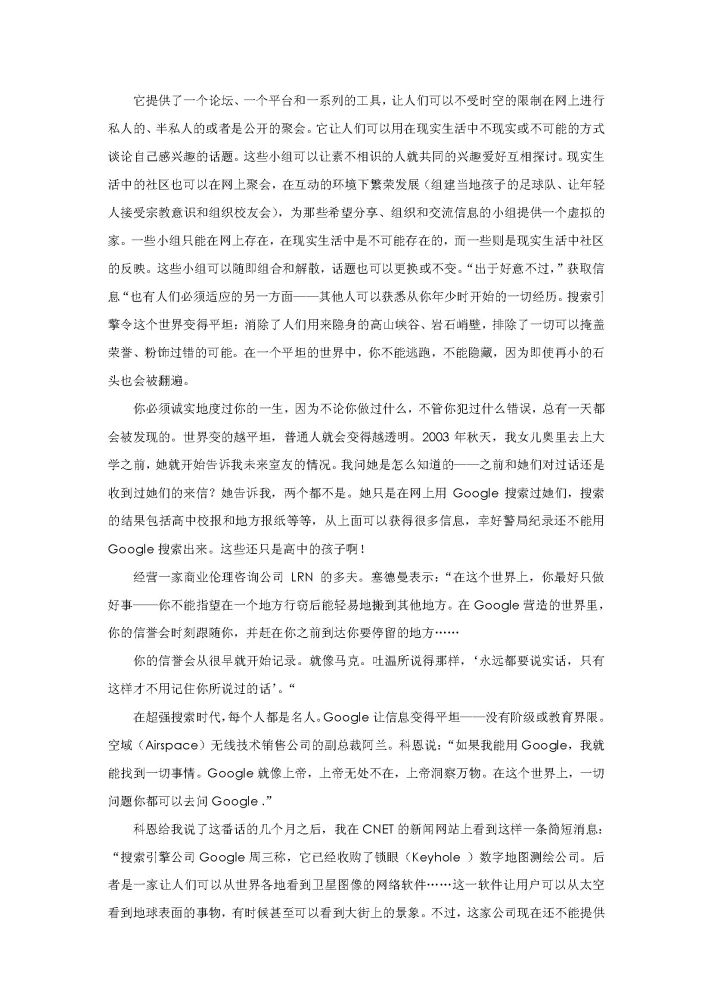 它提供了一个论坛、一个平台和一系列的工具，让人们可以不受时空的限制在网上进行
私人的、半私人的或者是公开的聚会。它让人们可以用在现实生活中不现实或不可能的方式
谈论自己感兴趣的话题。这些小组可以让素不相识的人就共同的兴趣爱好互相探讨。现实生
活中的社区也可以在网上聚会，在互动的环境下繁荣发展（组建当地孩子的足球队、让年轻
人接受宗教意识和组织校友会），为那些希望分享、组织和交流信息的小组提供一个虚拟的
家。一些小组只能在网上存在，在现实生活中是不可能存在的，而一些则是现实生活中社区
的反映。这些小组可以随即组合和解散，话题也可以更换或不变。“出于好意不过，”获取信
息“也有人们必须适应的另一方面——其他人可以获悉从你年少时开始的一切经历。搜索引
擎令这个世界变得平坦：消除了人们用来隐身的高山峡谷、岩石峭壁，排除了一切可以掩盖
荣誉、粉饰过错的可能。在一个平坦的世界中，你不能逃跑，不能隐藏，因为即使再小的石
头也会被翻遍。
你必须诚实地度过你的一生，因为不论你做过什么，不管你犯过什么错误，总有一天都
会被发现的。世界变的越平坦，普通人就会变得越透明。2003 年秋天，我女儿奥里去上大
学之前，她就开始告诉我未来室友的情况。我问她是怎么知道的——之前和她们对过话还是
收到过她们的来信？她告诉我，两个都不是。她只是在网上用 Google 搜索过她们，搜索
的结果包括高中校报和地方报纸等等，从上面可以获得很多信息，幸好警局纪录还不能用
Google 搜索出来。这些还只是高中的孩子啊！
经营一家商业伦理咨询公司 LRN 的多夫。塞德曼表示：“在这个世界上，你最好只做
好事——你不能指望在一个地方行窃后能轻易地搬到其他地方。在 Google 营造的世界里，
你的信誉会时刻跟随你，并赶在你之前到达你要停留的地方……
你的信誉会从很早就开始记录。就像马克。吐温所说得那样，‘永远都要说实话，只有
这样才不用记住你所说过的话’。“
在超强搜索时代，每个人都是名人。Google 让信息变得平坦——没有阶级或教育界限。
空域（Airspace）无线技术销售公司的副总裁阿兰。科恩说：“如果我能用 Google，我就
能找到一切事情。Google 就像上帝，上帝无处不在，上帝洞察万物。在这个世界上，一切
问题你都可以去问 Google .”
科恩给我说了这番话的几个月之后，我在 CNET 的新闻网站上看到这样一条简短消息：
“搜索引擎公司 Google 周三称，它已经收购了锁眼（Keyhole ）数字地图测绘公司。后
者是一家让人们可以从世界各地看到卫星图像的网络软件……这一软件让用户可以从太空
看到地球表面的事物，有时候甚至可以看到大街上的景象。不过，这家公司现在还不能提供